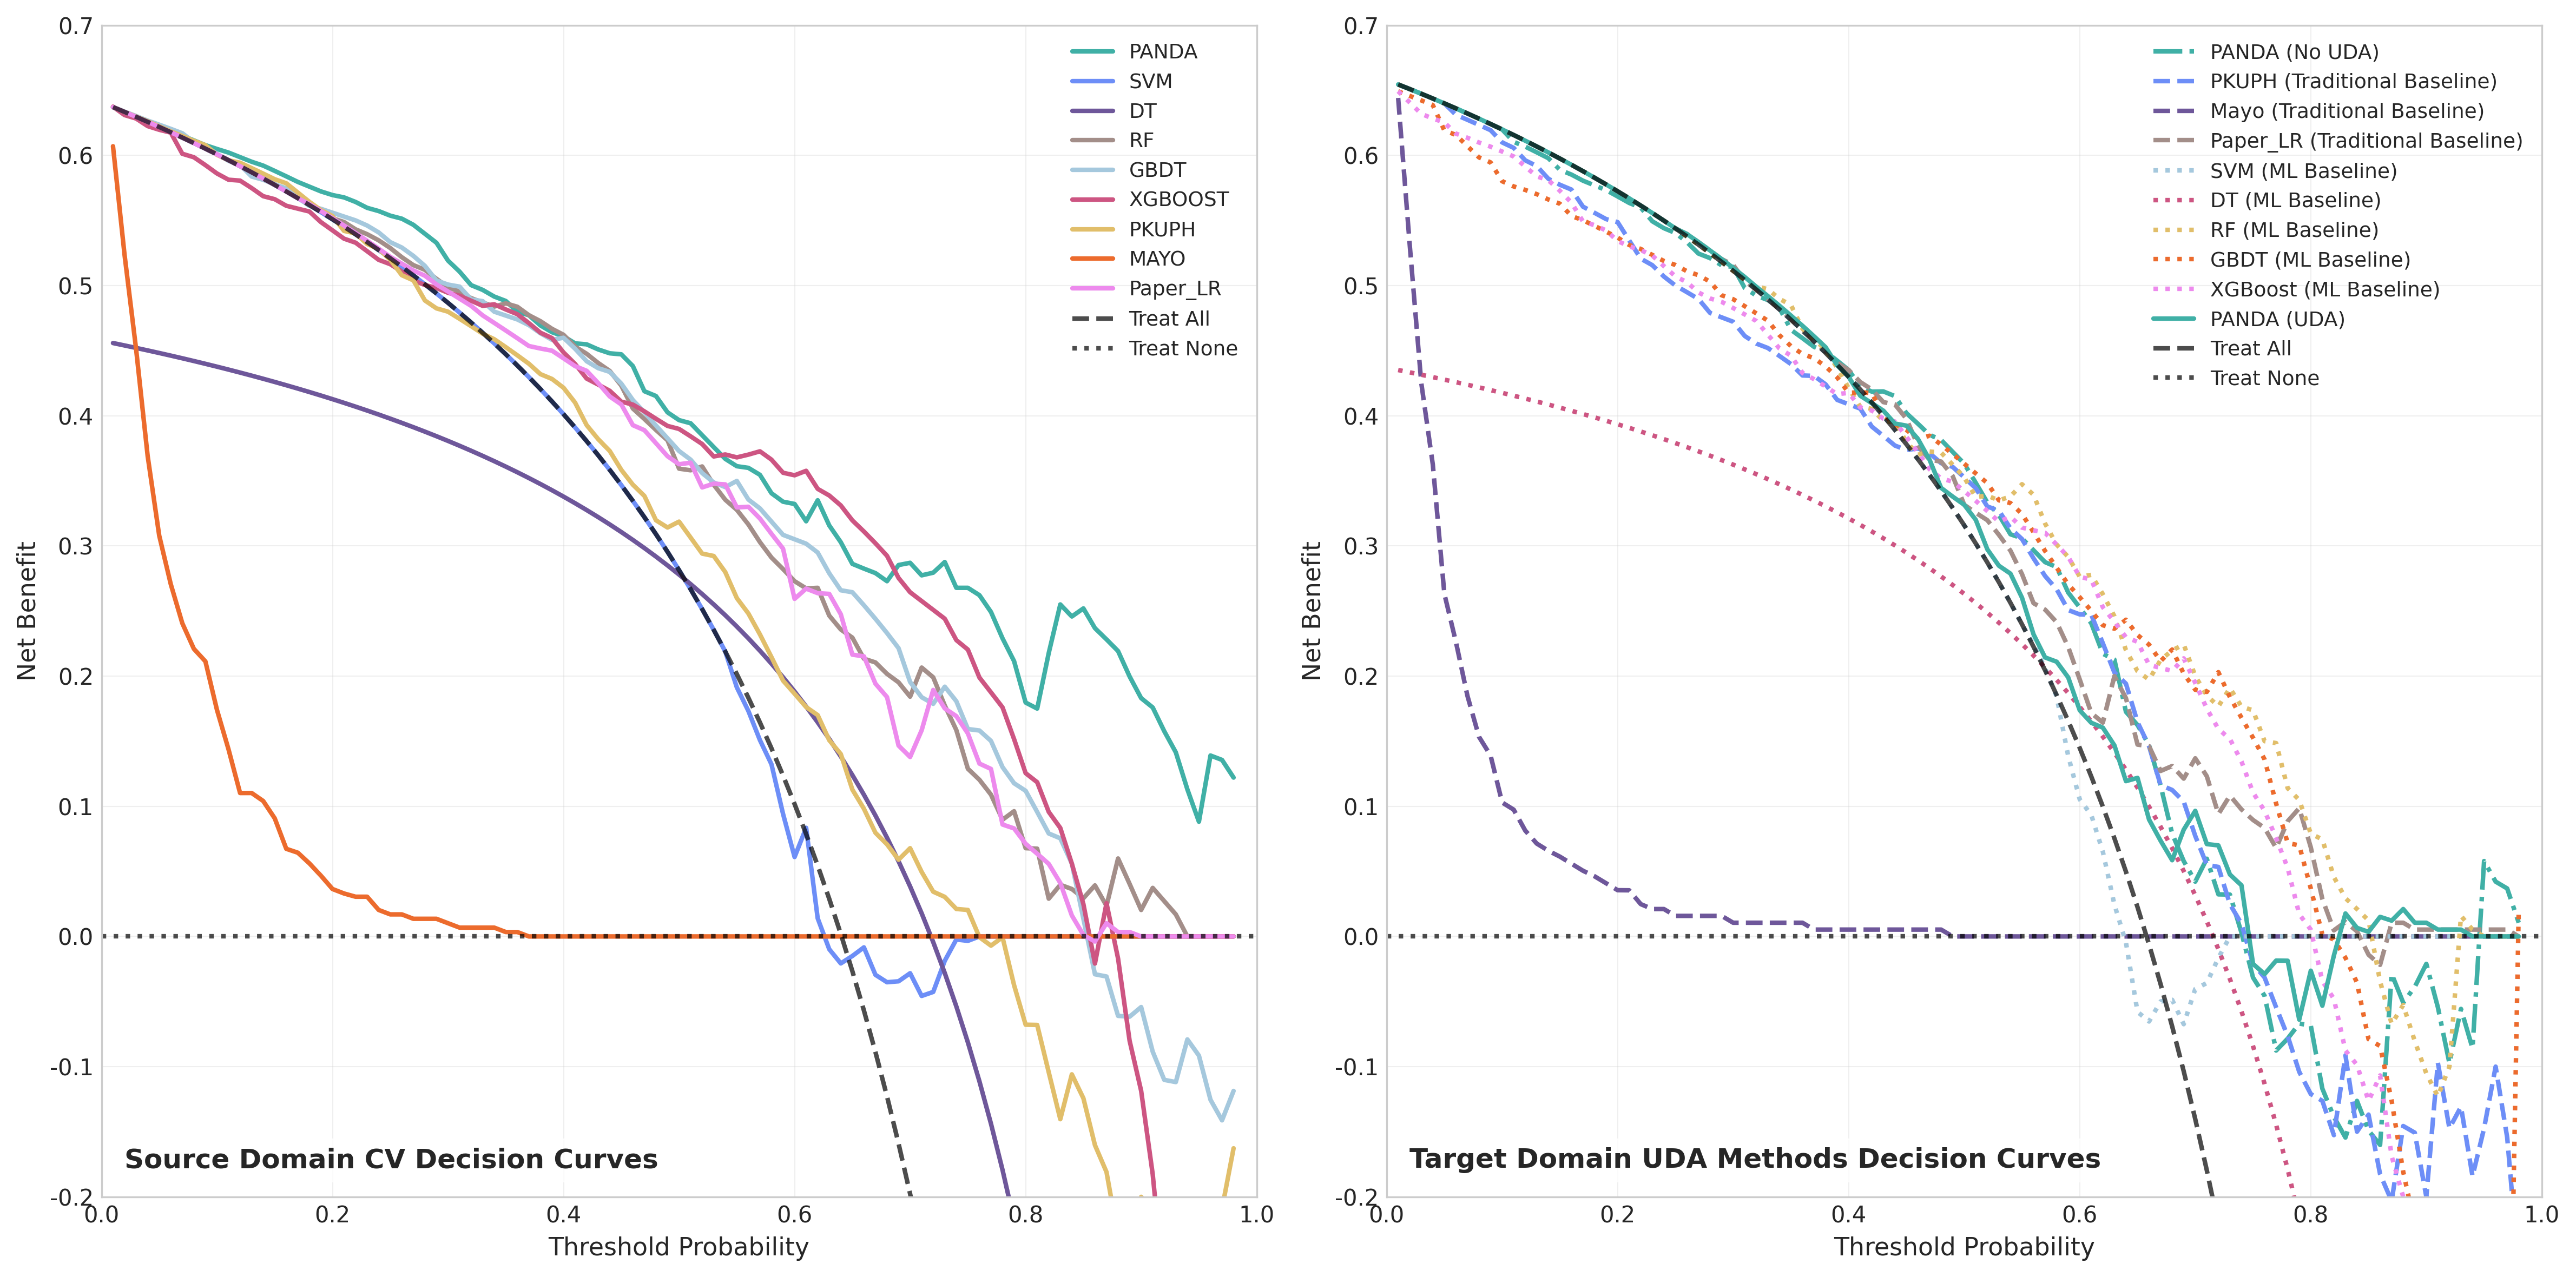 0.7
0.6
0.5
0.4
0.3
0.2
0.1
0.0
-0.1
-0.2
Net Benefit
PANDA
SVM
DT
RF
GBDT
XGBOOST
PKUPH
MAYO
Paper_LR
Treat All
Treat None
Source Domain CV Decision Curves
0.0 0.2 0.4 0.6 0.8 1.0
Threshold Probability
0.7
0.6
0.5
0.4
0.3
0.2
0.1
0.0
-0.1
-0.2
Net Benefit
PANDA (No UDA)
PKUPH (Traditional Baseline)
Mayo (Traditional Baseline)
Paper_LR (Traditional Baseline)
SVM (ML Baseline)
DT (ML Baseline)
RF (ML Baseline)
GBDT (ML Baseline)
XGBoost (ML Baseline)
PANDA (UDA)
Treat All
Treat None
Target Domain UDA Methods Decision Curves
0.0 0.2 0.4 0.6 0.8 1.0
Threshold Probability